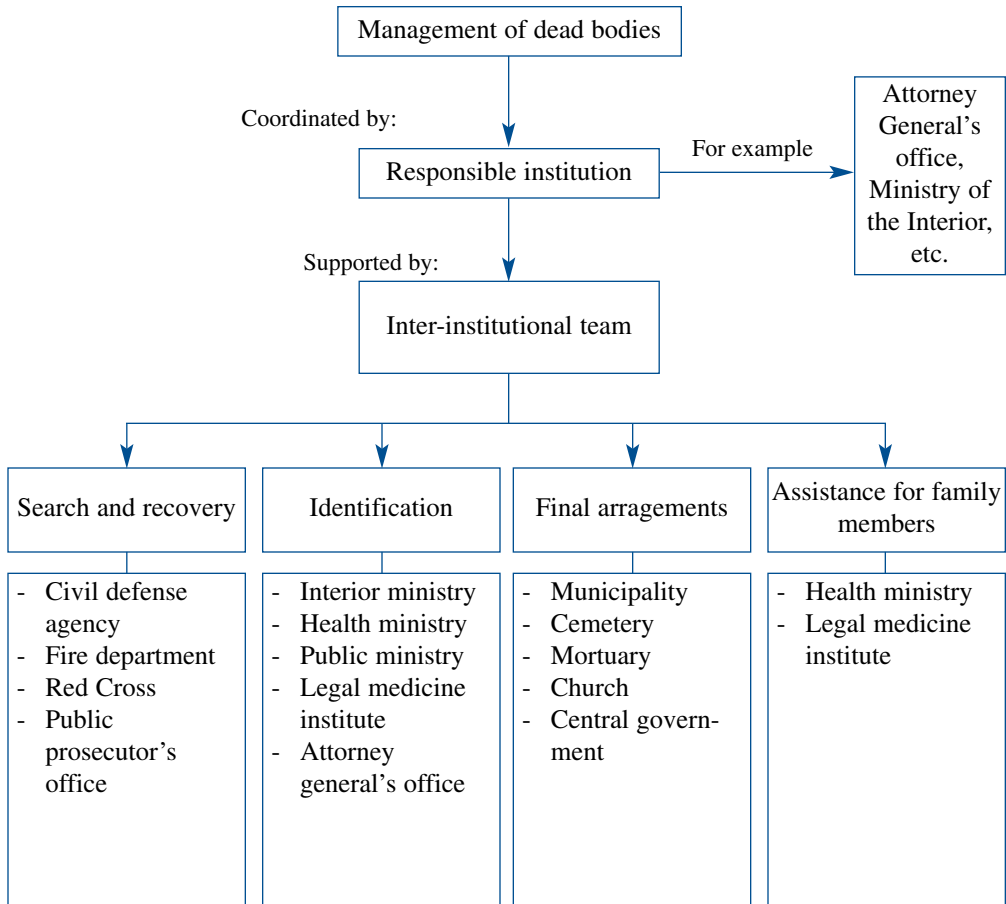 Management of dead bodies
Coordinated by:
Responsible institution
For example
Attorney
General's
office,
Ministry of
the Interior,
etc.
Supported by:
Inter-institutional team
Search and recovery
Identification
Final arragements
Assistance for family
members
- Civil defense
agency
- Fire department
- Red Cross
- Public
prosecutor's
office
- Interior ministry
- Health ministry
- Public ministry
- Legal medicine
institute
- Attorney
general's office
- Municipality
- Cemetery
- Mortuary
- Church
- Central govern-
ment
- Health ministry
- Legal medicine
institute